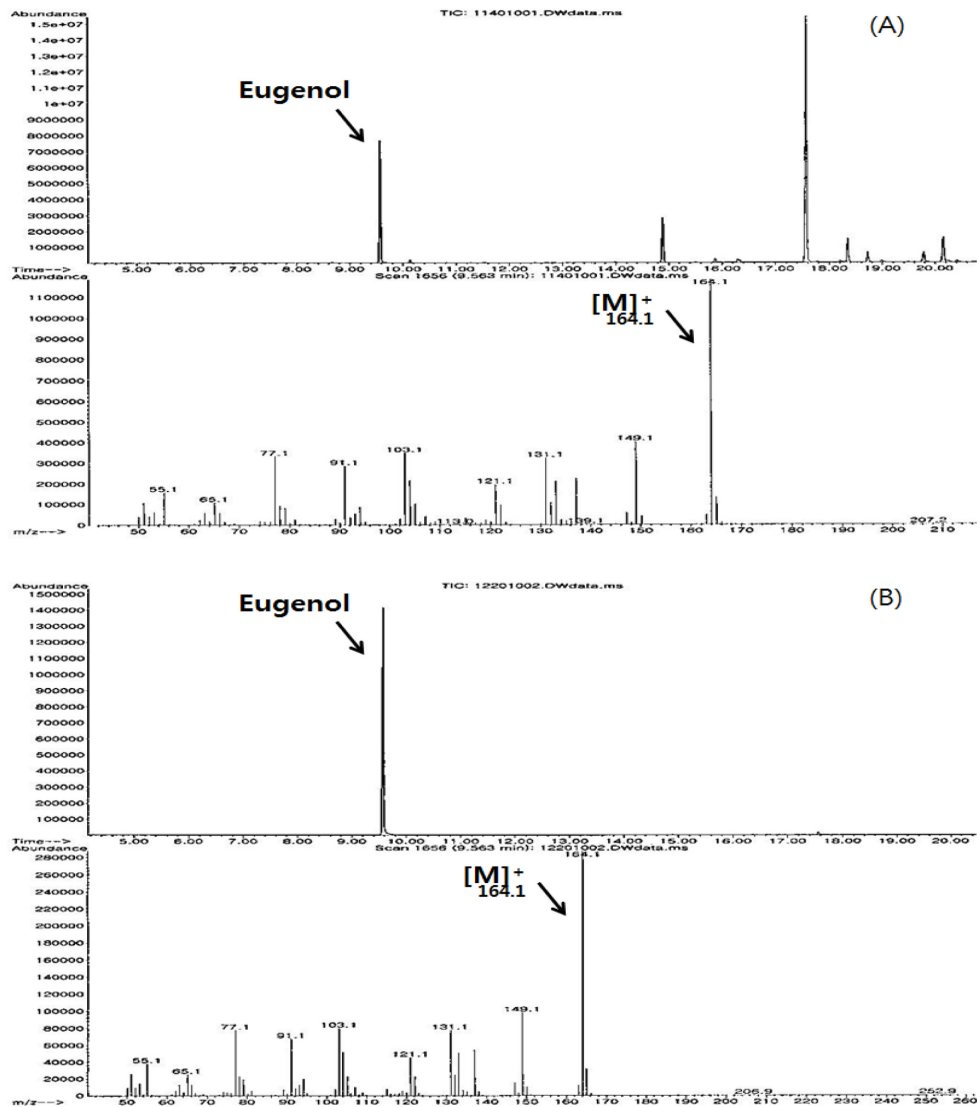 Abundance
TIC: 11401001.DWdata.ms
(A)
1.5e+07
1.4e+07
1.3e+07
1.2e+07
1.1e+07
1e+07
9000000
8000000
7000000
6000000
5000000
4000000
3000000
2000000
1000000
Eugenol
Time-->
5.00 6.00 7.00 8.00 9.00 10.00 11.00 12.00 13.00 14.00 15.00 16.00 17.00 18.00 19.00 20.00
Abundance
Scan 1656 (9.563 min): 11401001.DWdata.ms
1100000
1000000
900000
800000
700000
600000
500000
400000
300000
200000
100000
0
[M]+
164.1
164.1
55.1
65.1
77.1
91.1
103.1
121.1
131.1
149.1
207.2
m/z-->
50 60 70 80 90 100 110 120 130 140 150 160 170 180 190 200 210
Abundance
TIC: 12201002.DWdata.ms
(B)
1500000
1400000
1300000
1200000
1100000
1000000
900000
800000
700000
600000
500000
400000
300000
200000
100000
Eugenol
Time-->
5.00 6.00 7.00 8.00 9.00 10.00 11.00 12.00 13.00 14.00 15.00 16.00 17.00 18.00 19.00 20.00
Abundance
Scan 1656 (9.563 min): 12201002.DWdata.ms
280000
260000
240000
220000
200000
180000
160000
140000
120000
100000
80000
60000
40000
20000
0
[M]+
164.1
164.1
55.1
65.1
77.1
91.1
103.1
121.1
131.1
149.1
206.9
252.9
m/z-->
50 60 70 80 90 100 110 120 130 140 150 160 170 180 190 200 210 220 230 240 250 260